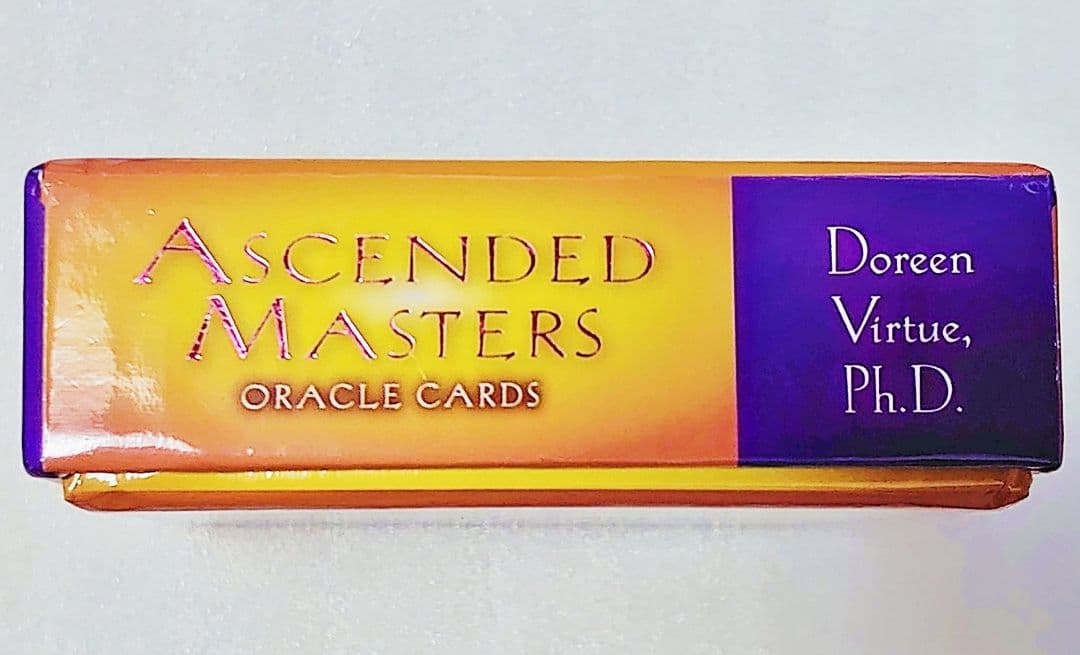 ASCENDED
MASTERS
ORACLE CARDS
Doreen
Virtue,
Ph.D.